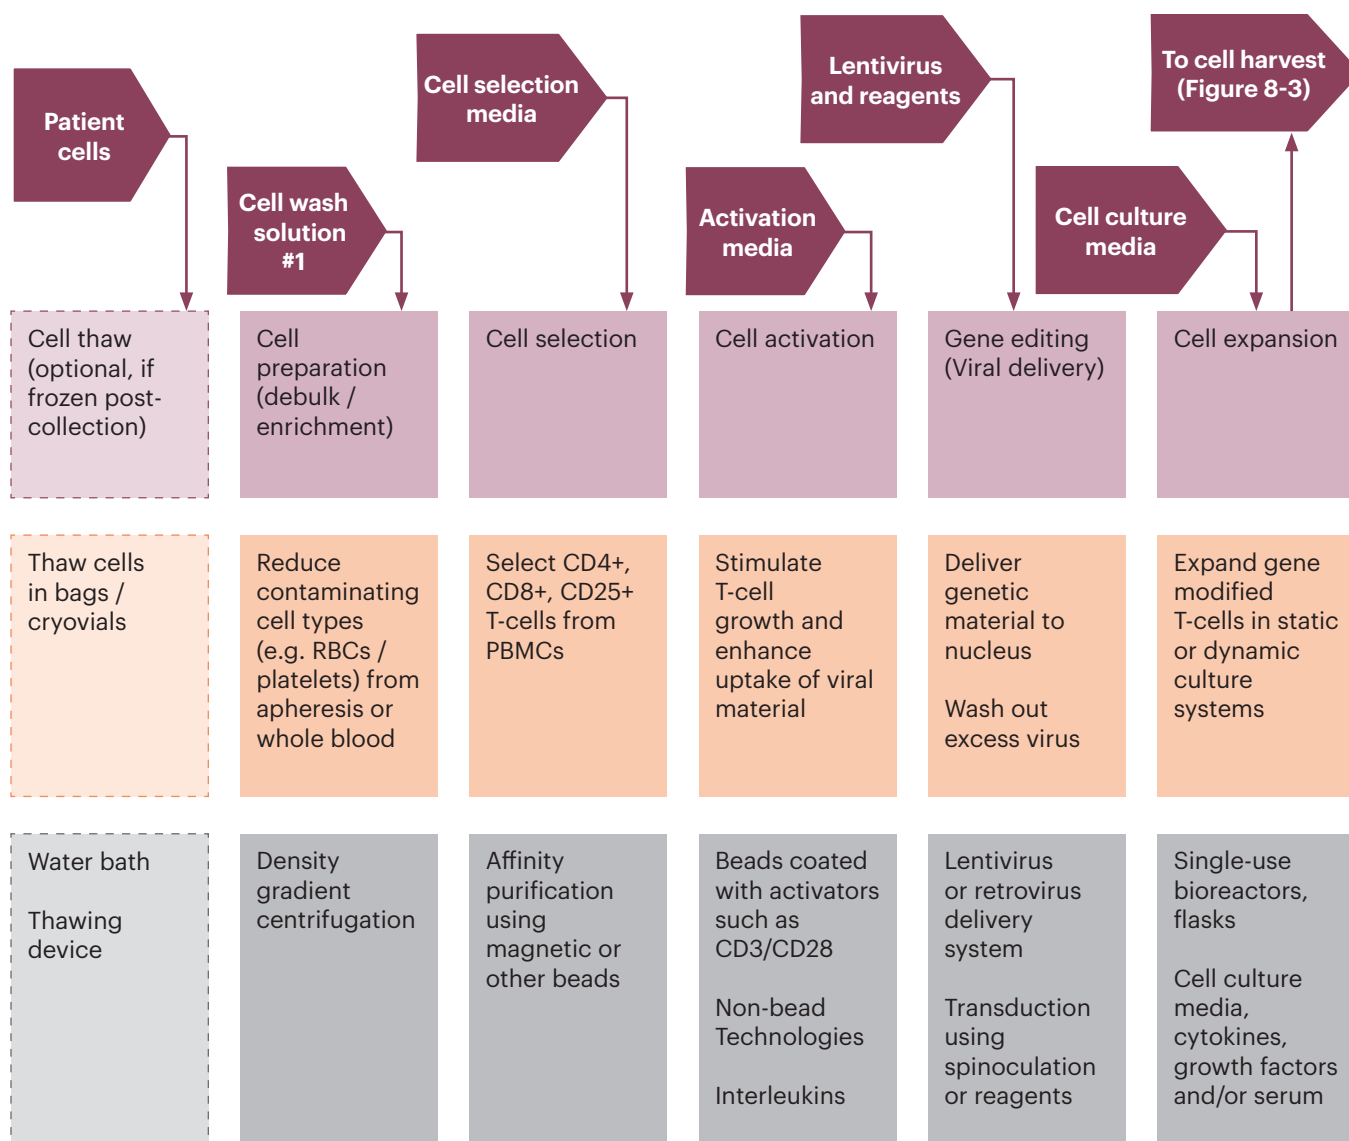 Patient
cells
Cell wash
solution
#1
Cell selection
media
Activation
media
Lentivirus
and reagents
Cell culture
media
To cell harvest
(Figure 8-3)
Cell thaw
(optional, if
frozen post-
collection)
Cell
preparation
(debulk /
enrichment)
Cell selection
Cell activation
Gene editing
(Viral delivery)
Cell expansion
Thaw cells
in bags /
cryovials
Reduce
contaminating
cell types
(e.g. RBCs /
platelets) from
apheresis or
whole blood
Select CD4+,
CD8+, CD25+
T-cells from
PBMCs
Stimulate
T-cell
growth and
enhance
uptake of viral
material
Deliver
genetic
material to
nucleus
Wash out
excess virus
Expand gene
modified
T-cells in static
or dynamic
culture
systems
Water bath
Thawing
device
Density
gradient
centrifugation
Affinity
purification
using
magnetic or
other beads
Beads coated
with activators
such as
CD3/CD28
Non-bead
Technologies
Interleukins
Lentivirus
or retrovirus
delivery
system
Transduction
using
spinoculation
or reagents
Single-use
bioreactors,
flasks
Cell culture
media,
cytokines,
growth factors
and/or serum